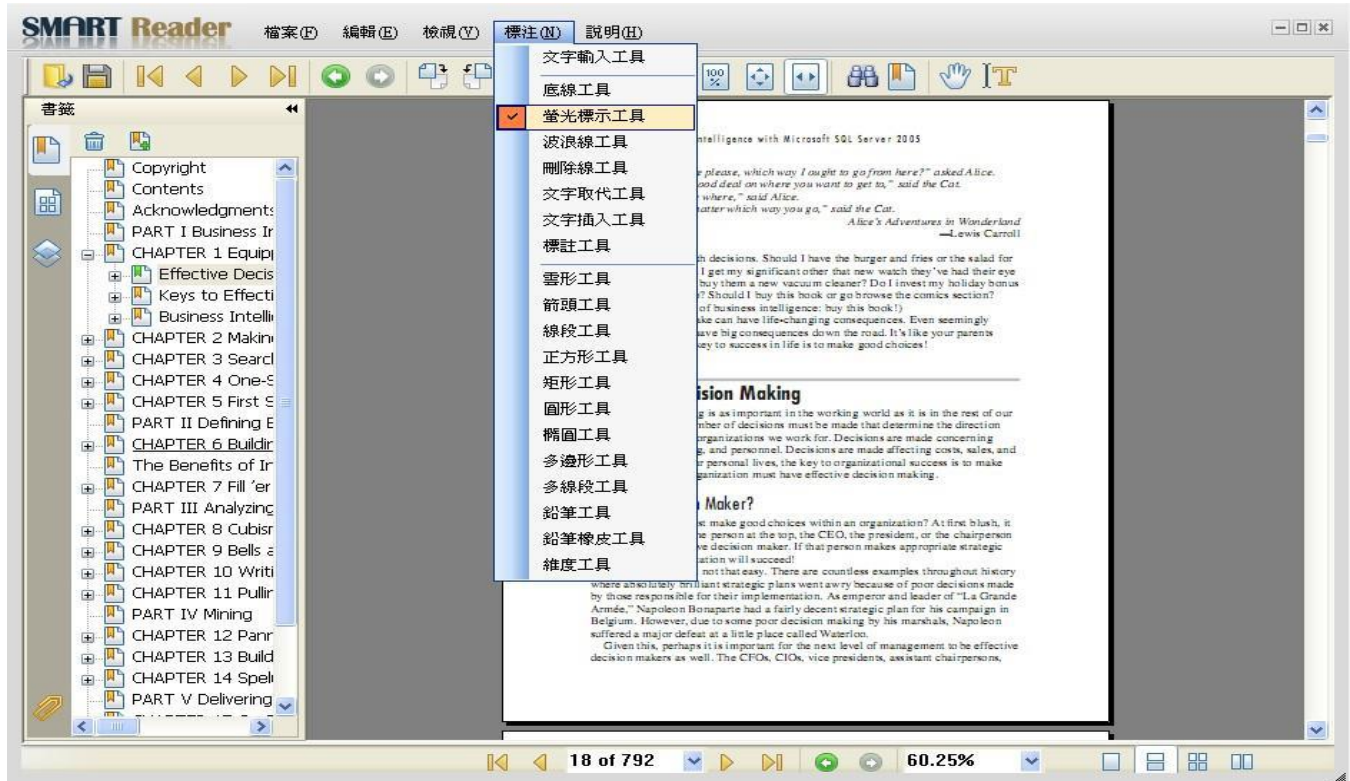 SMART Reader
檔案(F) 編輯(E) 檢視(V) 標注(N) 說明(H)
100%
書籤
Copyright
Contents
Acknowledgments
PART I Business Ir
CHAPTER 1 Equip
Effective Decis
Keys to Effecti
Business Intelli
CHAPTER 2 Makin
CHAPTER 3 Searcl
CHAPTER 4 One-S
CHAPTER 5 First S
PART II Defining E
CHAPTER 6 Buildir
The Benefits of Ir
CHAPTER 7 Fill 'er
PART III Analyzing
CHAPTER 8 Cubisr
CHAPTER 9 Bells a
CHAPTER 10 Writi
CHAPTER 11 Pullir
PART IV Mining
CHAPTER 12 Panr
CHAPTER 13 Build
CHAPTER 14 Spel
PART V Delivering
文字輸入工具
底線工具
螢光標示工具
波浪線工具
刪除線工具
文字取代工具
文字插入工具
標註工具
雲形工具
箭頭工具
線段工具
正方形工具
矩形工具
圓形工具
橢圓工具
多邊形工具
多線段工具
鉛筆工具
鉛筆橡皮工具
維度工具
ntelligence with Microsoft SQL Server 2005
please, which way I ought to go from here?" asked Alice.
ood deal on where you want to get to," said the Cat.
where," said Alice.
atter which way you go," said the Cat.
Alice's Adventures in Wonderland
—Lewis Carroll
h decisions. Should I have the burger and fries or the salad for
I get my significant other that new watch they've had their eye
buy them a new vacuum cleaner? Do I invest my holiday bonus
? Should I buy this book or go browse the comics section?
of business intelligence: buy this book!)
ke can have life-changing consequences. Even seemingly
ave big consequences down the road. It's like your parents
ey to success in life is to make good choices!
ision Making
g is as important in the working world as it is in the rest of our
mber of decisions must be made that determine the direction
organizations we work for. Decisions are made concerning
g, and personnel. Decisions are made affecting costs, sales, and
r personal lives, the key to organizational success is to make
ganization must have effective decision making.
Maker?
st make good choices within an organization? At first blush, it
e person at the top, the CEO, the president, or the chairperson
ve decision maker. If that person makes appropriate strategic
ation will succeed!
not that easy. There are countless examples throughout history
where absolutely brilliant strategic plans went awry because of poor decisions made
by those responsible for their implementation. As emperor and leader of "La Grande
Armée," Napoleon Bonaparte had a fairly decent strategic plan for his campaign in
Belgium. However, due to some poor decision making by his marshals, Napoleon
suffered a major defeat at a little place called Waterloo.
Given this, perhaps it is important for the next level of management to be effective
decision makers as well. The CFOs, CIOs, vice presidents, assistant chairpersons,
18 of 792
60.25%